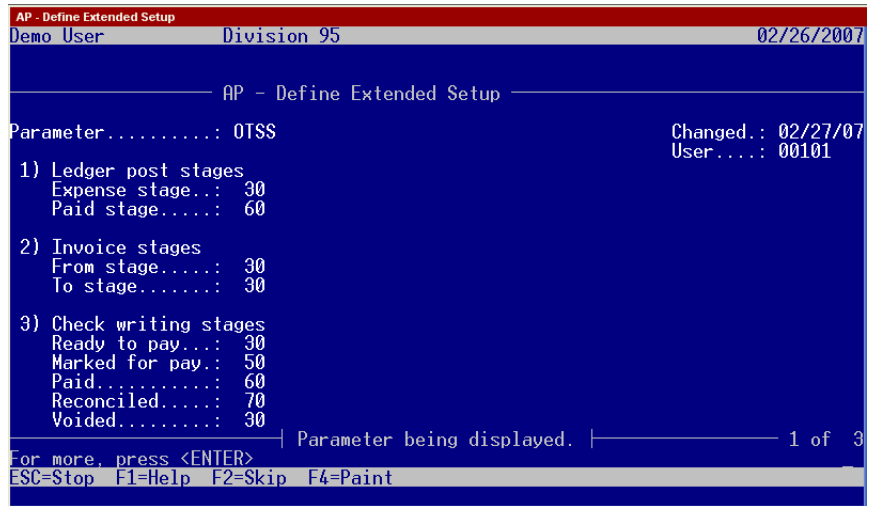 AP - Define Extended Setup
Demo User Division 95 02/26/2007
AP - Define Extended Setup
Parameter..........: OTSS Changed.: 02/27/07
User....: 00101
1) Ledger post stages
Expense stage..: 30
Paid stage.....: 60
2) Invoice stages
From stage.....: 30
To stage.......: 30
3) Check writing stages
Ready to pay...: 30
Marked for pay.: 50
Paid...........: 60
Reconciled.....: 70
Voided.........: 30
Parameter being displayed. 1 of 3
For more, press <ENTER>
ESC=Stop F1=Help F2=Skip F4=Paint